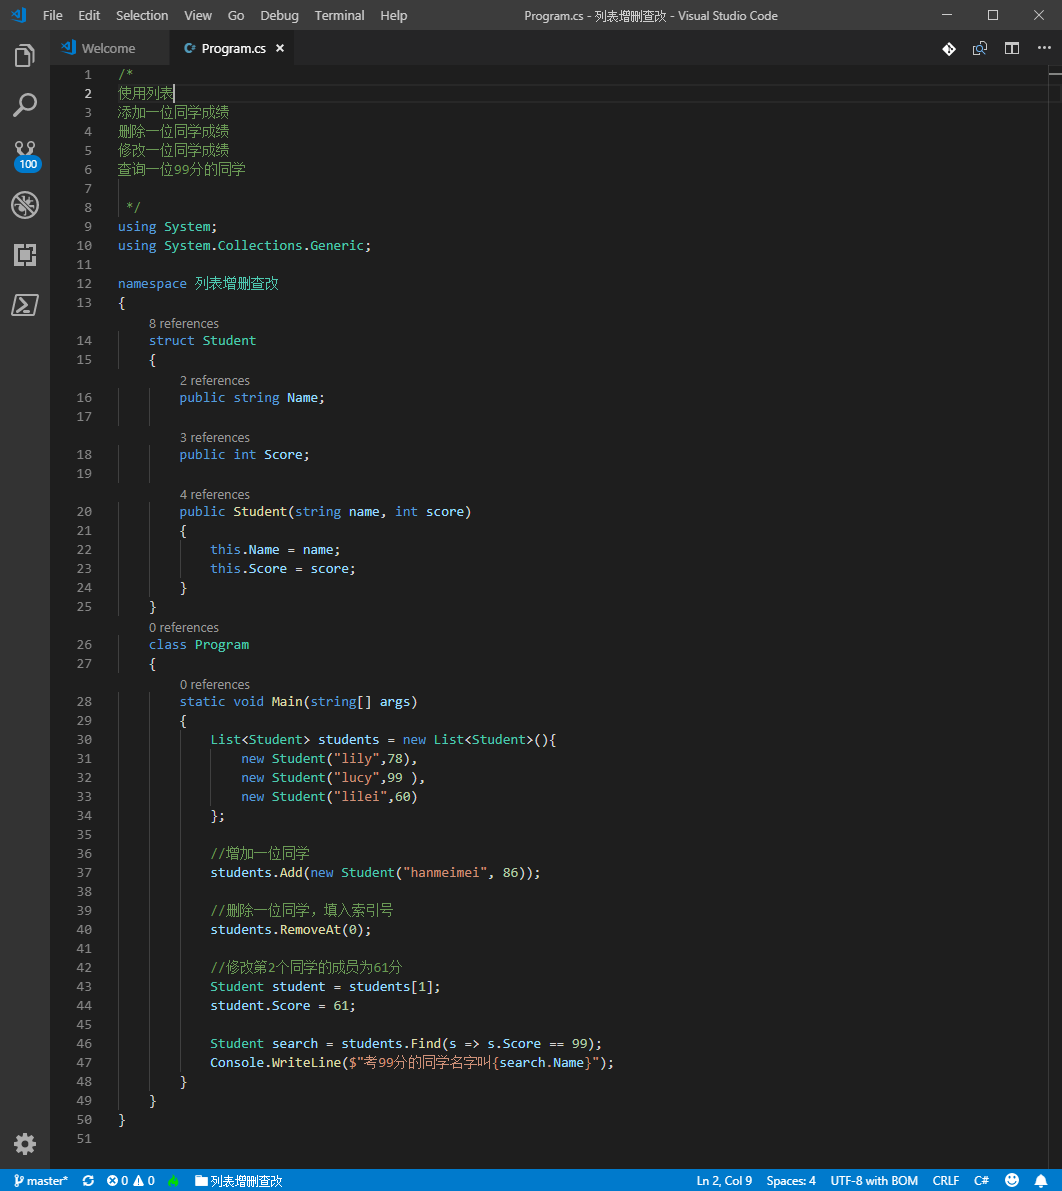 File Edit Selection View Go Debug Terminal Help Program.cs - 列表增删查改 - Visual Studio Code
Welcome Program.cs
1 /*
2 使用列表
3 添加一位同学成绩
4 删除一位同学成绩
5 修改一位同学成绩
6 查询一位99分的同学
7
8 */
9 using System;
10 using System.Collections.Generic;
11
12 namespace 列表增删查改
13 {
8 references
14 struct Student
15 {
2 references
16 public string Name;
17
3 references
18 public int Score;
19
4 references
20 public Student(string name, int score)
21 {
22 this.Name = name;
23 this.Score = score;
24 }
25 }
0 references
26 class Program
27 {
0 references
28 static void Main(string[] args)
29 {
30 List<Student> students = new List<Student>(){
31 new Student("lily",78),
32 new Student("lucy",99 ),
33 new Student("lilei",60)
34 };
35
36 //增加一位同学
37 students.Add(new Student("hanmeimei", 86));
38
39 //删除一位同学，填入索引号
40 students.RemoveAt(0);
41
42 //修改第2个同学的成员为61分
43 Student student = students[1];
44 student.Score = 61;
45
46 Student search = students.Find(s => s.Score == 99);
47 Console.WriteLine($"考99分的同学名字叫{search.Name}");
48 }
49 }
50 }
51
100
master* 0 0 列表增删查改 Ln 2, Col 9 Spaces: 4 UTF-8 with BOM CRLF C#